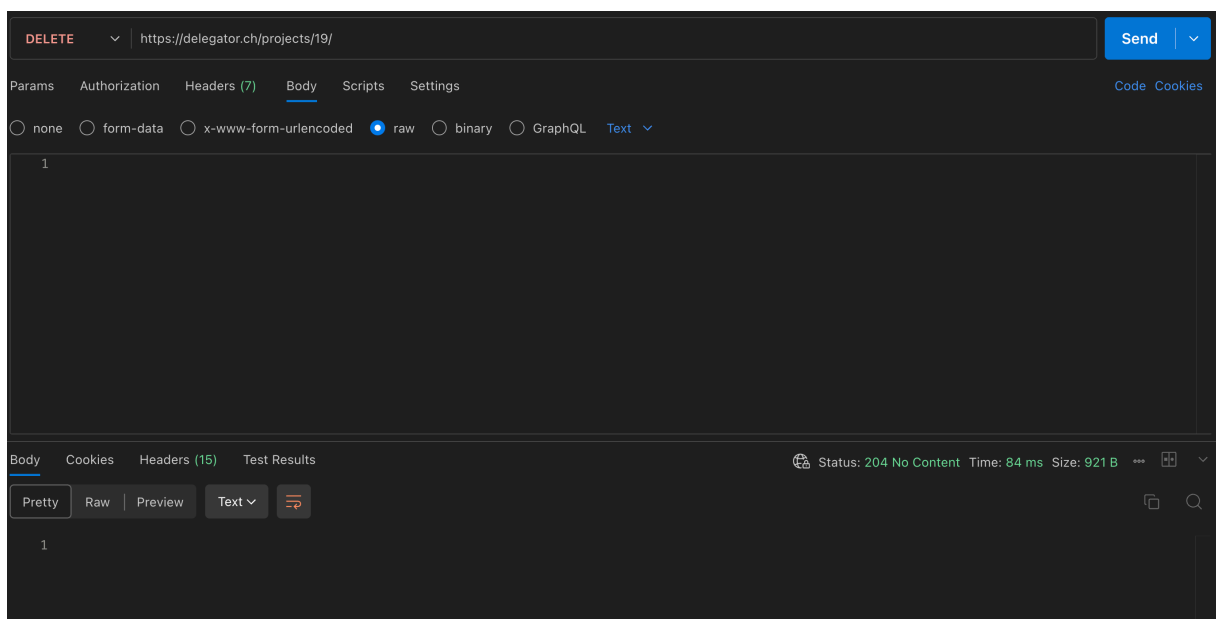 DELETE https://delegator.ch/projects/19/ Send
Params Authorization Headers (7) Body Scripts Settings Code Cookies
none form-data x-www-form-urlencoded raw binary GraphQL Text
1
Body Cookies Headers (15) Test Results Status: 204 No Content Time: 84 ms Size: 921 B
Pretty Raw Preview Text
1